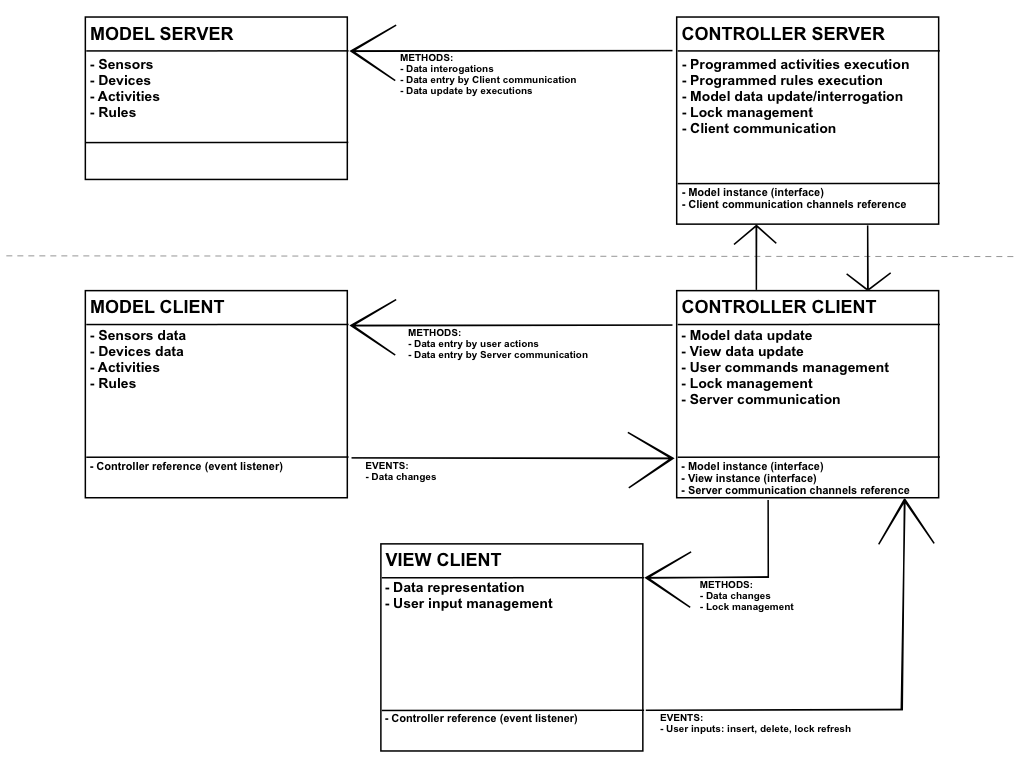 MODEL SERVER
- Sensors
- Devices
- Activities
- Rules
METHODS:
- Data interogations
- Data entry by Client communication
- Data update by executions
CONTROLLER SERVER
- Programmed activities execution
- Programmed rules execution
- Model data update/interrogation
- Lock management
- Client communication
- Model instance (interface)
- Client communication channels reference
MODEL CLIENT
- Sensors data
- Devices data
- Activities
- Rules
- Controller reference (event listener)
METHODS:
- Data entry by user actions
- Data entry by Server communication
EVENTS:
- Data changes
CONTROLLER CLIENT
- Model data update
- View data update
- User commands management
- Lock management
- Server communication
- Model instance (interface)
- View instance (interface)
- Server communication channels reference
VIEW CLIENT
- Data representation
- User input management
- Controller reference (event listener)
METHODS:
- Data changes
- Lock management
EVENTS:
- User inputs: insert, delete, lock refresh